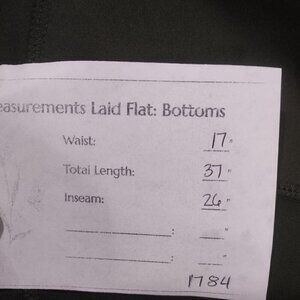 easurements Laid Flat: Bottoms
Waist: 17"
Total Length: 37"
Inseam: 26"
: "
: "
1784